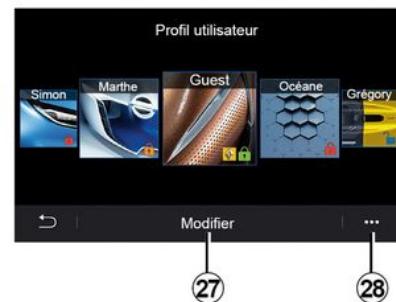 Profil utilisateur
Simon
Marthe
Guest
Océane
Grégory
Modifier
27
28